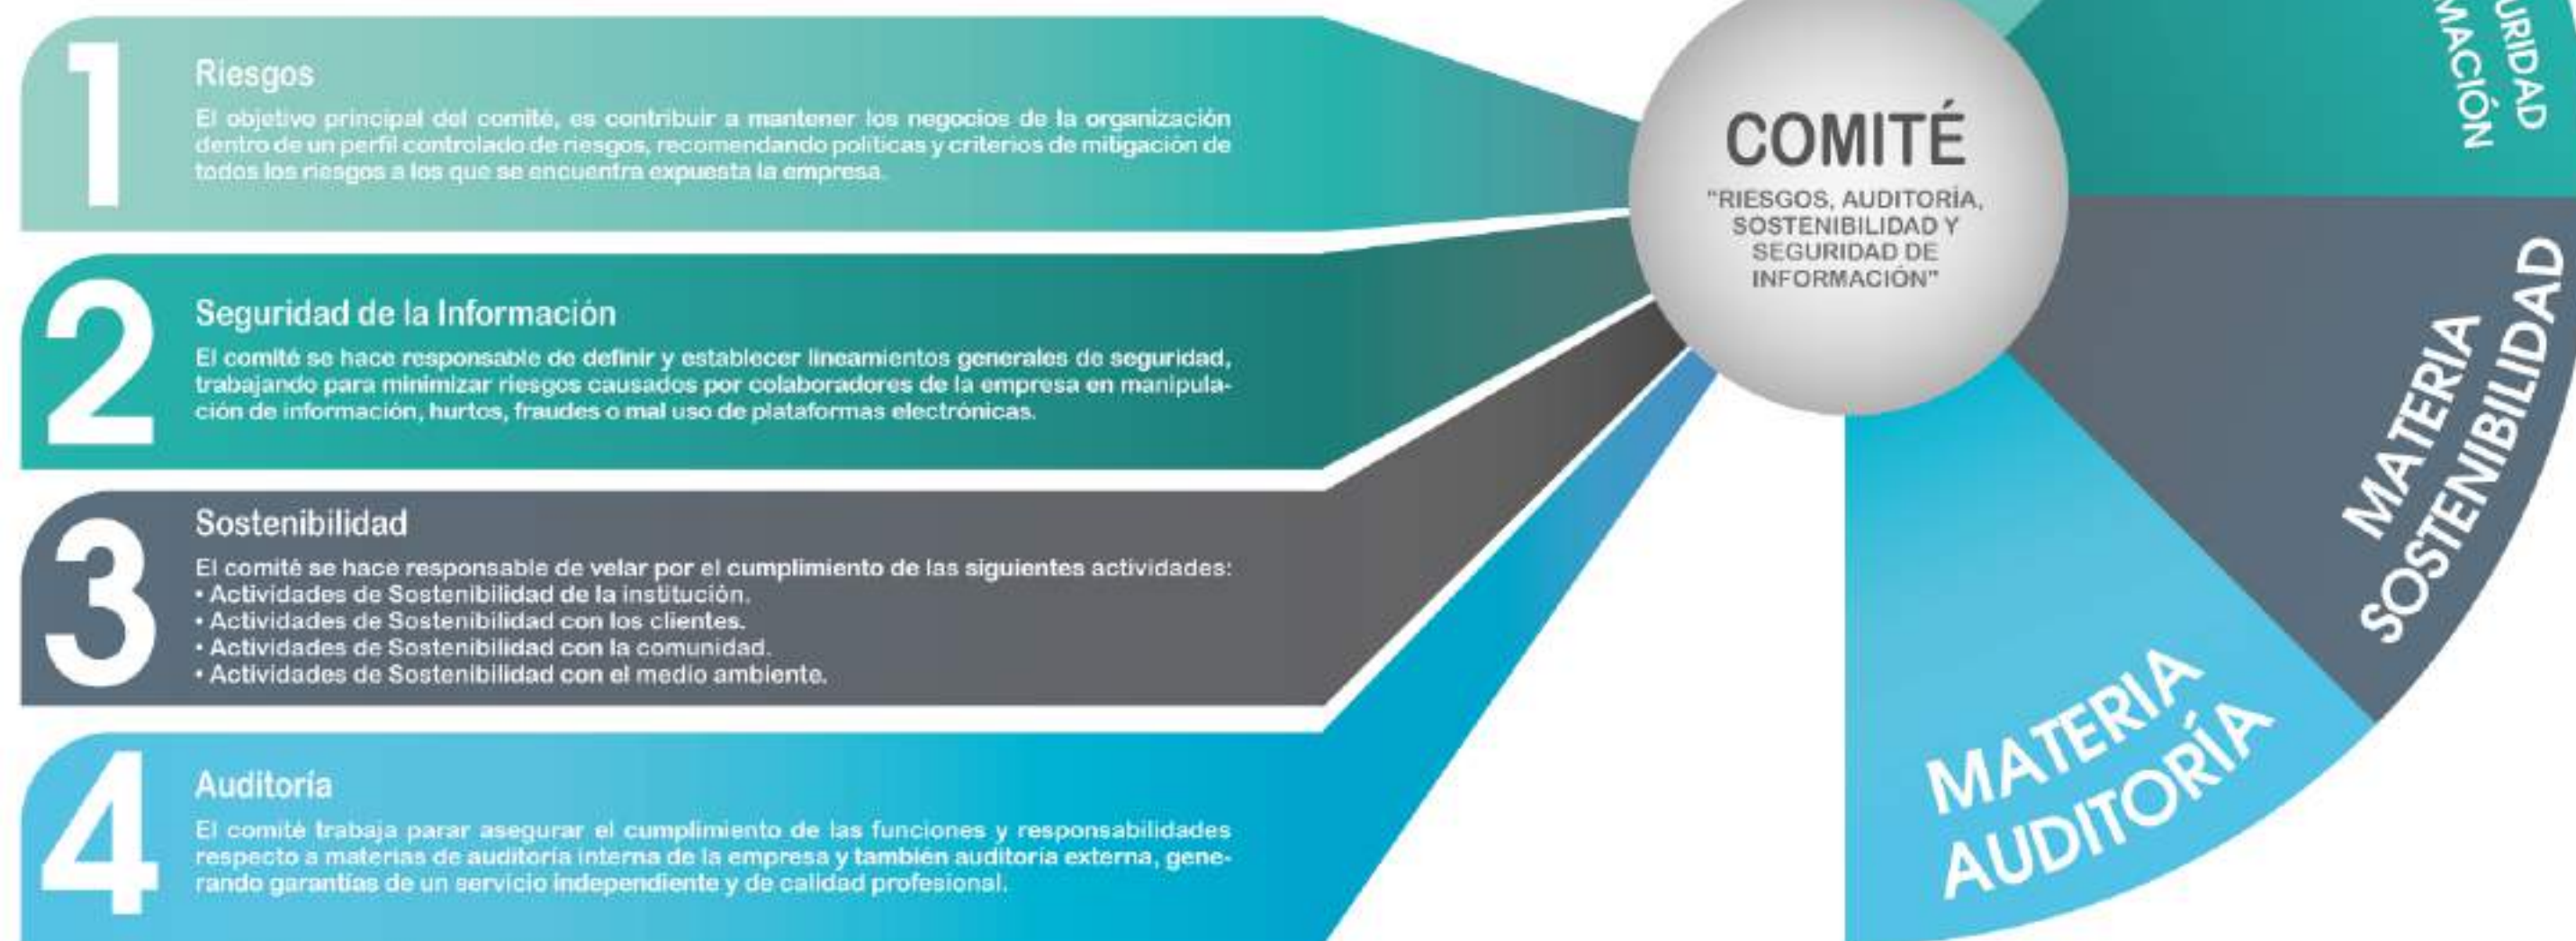 1
Riesgos
El objetivo principal del comité, es contribuir a mantener los negocios de la organización
dentro de un perfil controlado de riesgos, recomendando políticas y criterios de mitigación de
todos los riesgos a los que se encuentra expuesta la empresa.
2
Seguridad de la Información
El comité se hace responsable de definir y establecer lineamientos generales de seguridad,
trabajando para minimizar riesgos causados por colaboradores de la empresa en manipula-
ción de información, hurtos, fraudes o mal uso de plataformas electrónicas.
3
Sostenibilidad
El comité se hace responsable de velar por el cumplimiento de las siguientes actividades:
• Actividades de Sostenibilidad de la institución.
• Actividades de Sostenibilidad con los clientes.
• Actividades de Sostenibilidad con la comunidad.
• Actividades de Sostenibilidad con el medio ambiente.
4
Auditoría
El comité trabaja parar asegurar el cumplimiento de las funciones y responsabilidades
respecto a materias de auditoría interna de la empresa y también auditoría externa, gene-
rando garantías de un servicio independiente y de calidad profesional.
COMITÉ
"RIESGOS, AUDITORÍA,
SOSTENIBILIDAD Y
SEGURIDAD DE
INFORMACIÓN"
URIDAD
MACIÓN
MATERIA
SOSTENIBILIDAD
MATERIA
AUDITORÍA